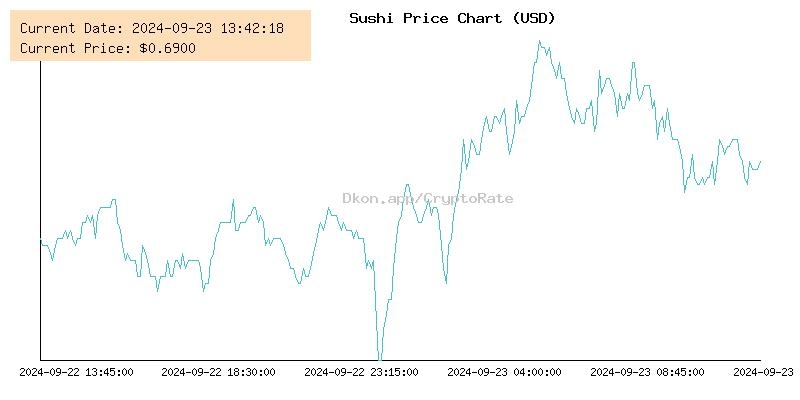 Sushi Price Chart (USD)
Current Date: 2024-09-23 13:42:18
Current Price: $0.6900
Dkon.app/CryptoRate
2024-09-22 13:45:00 2024-09-22 18:30:00 2024-09-22 23:15:00 2024-09-23 04:00:00 2024-09-23 08:45:00 2024-09-23